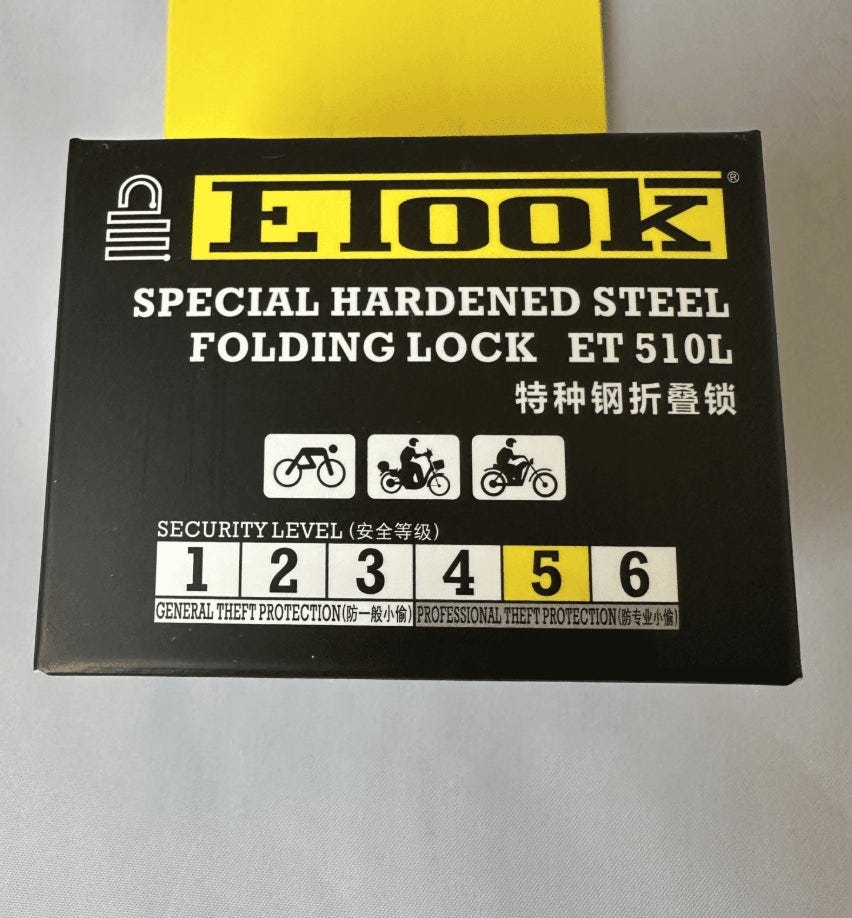 ETOOK®
SPECIAL HARDENED STEEL
FOLDING LOCK ET 510L
特种钢折叠锁
SECURITY LEVEL (安全等级)
1 2 3 4 5 6
GENERAL THEFT PROTECTION(防一般小偷) PROFESSIONAL THEFT PROTECTION(防专业小偷)